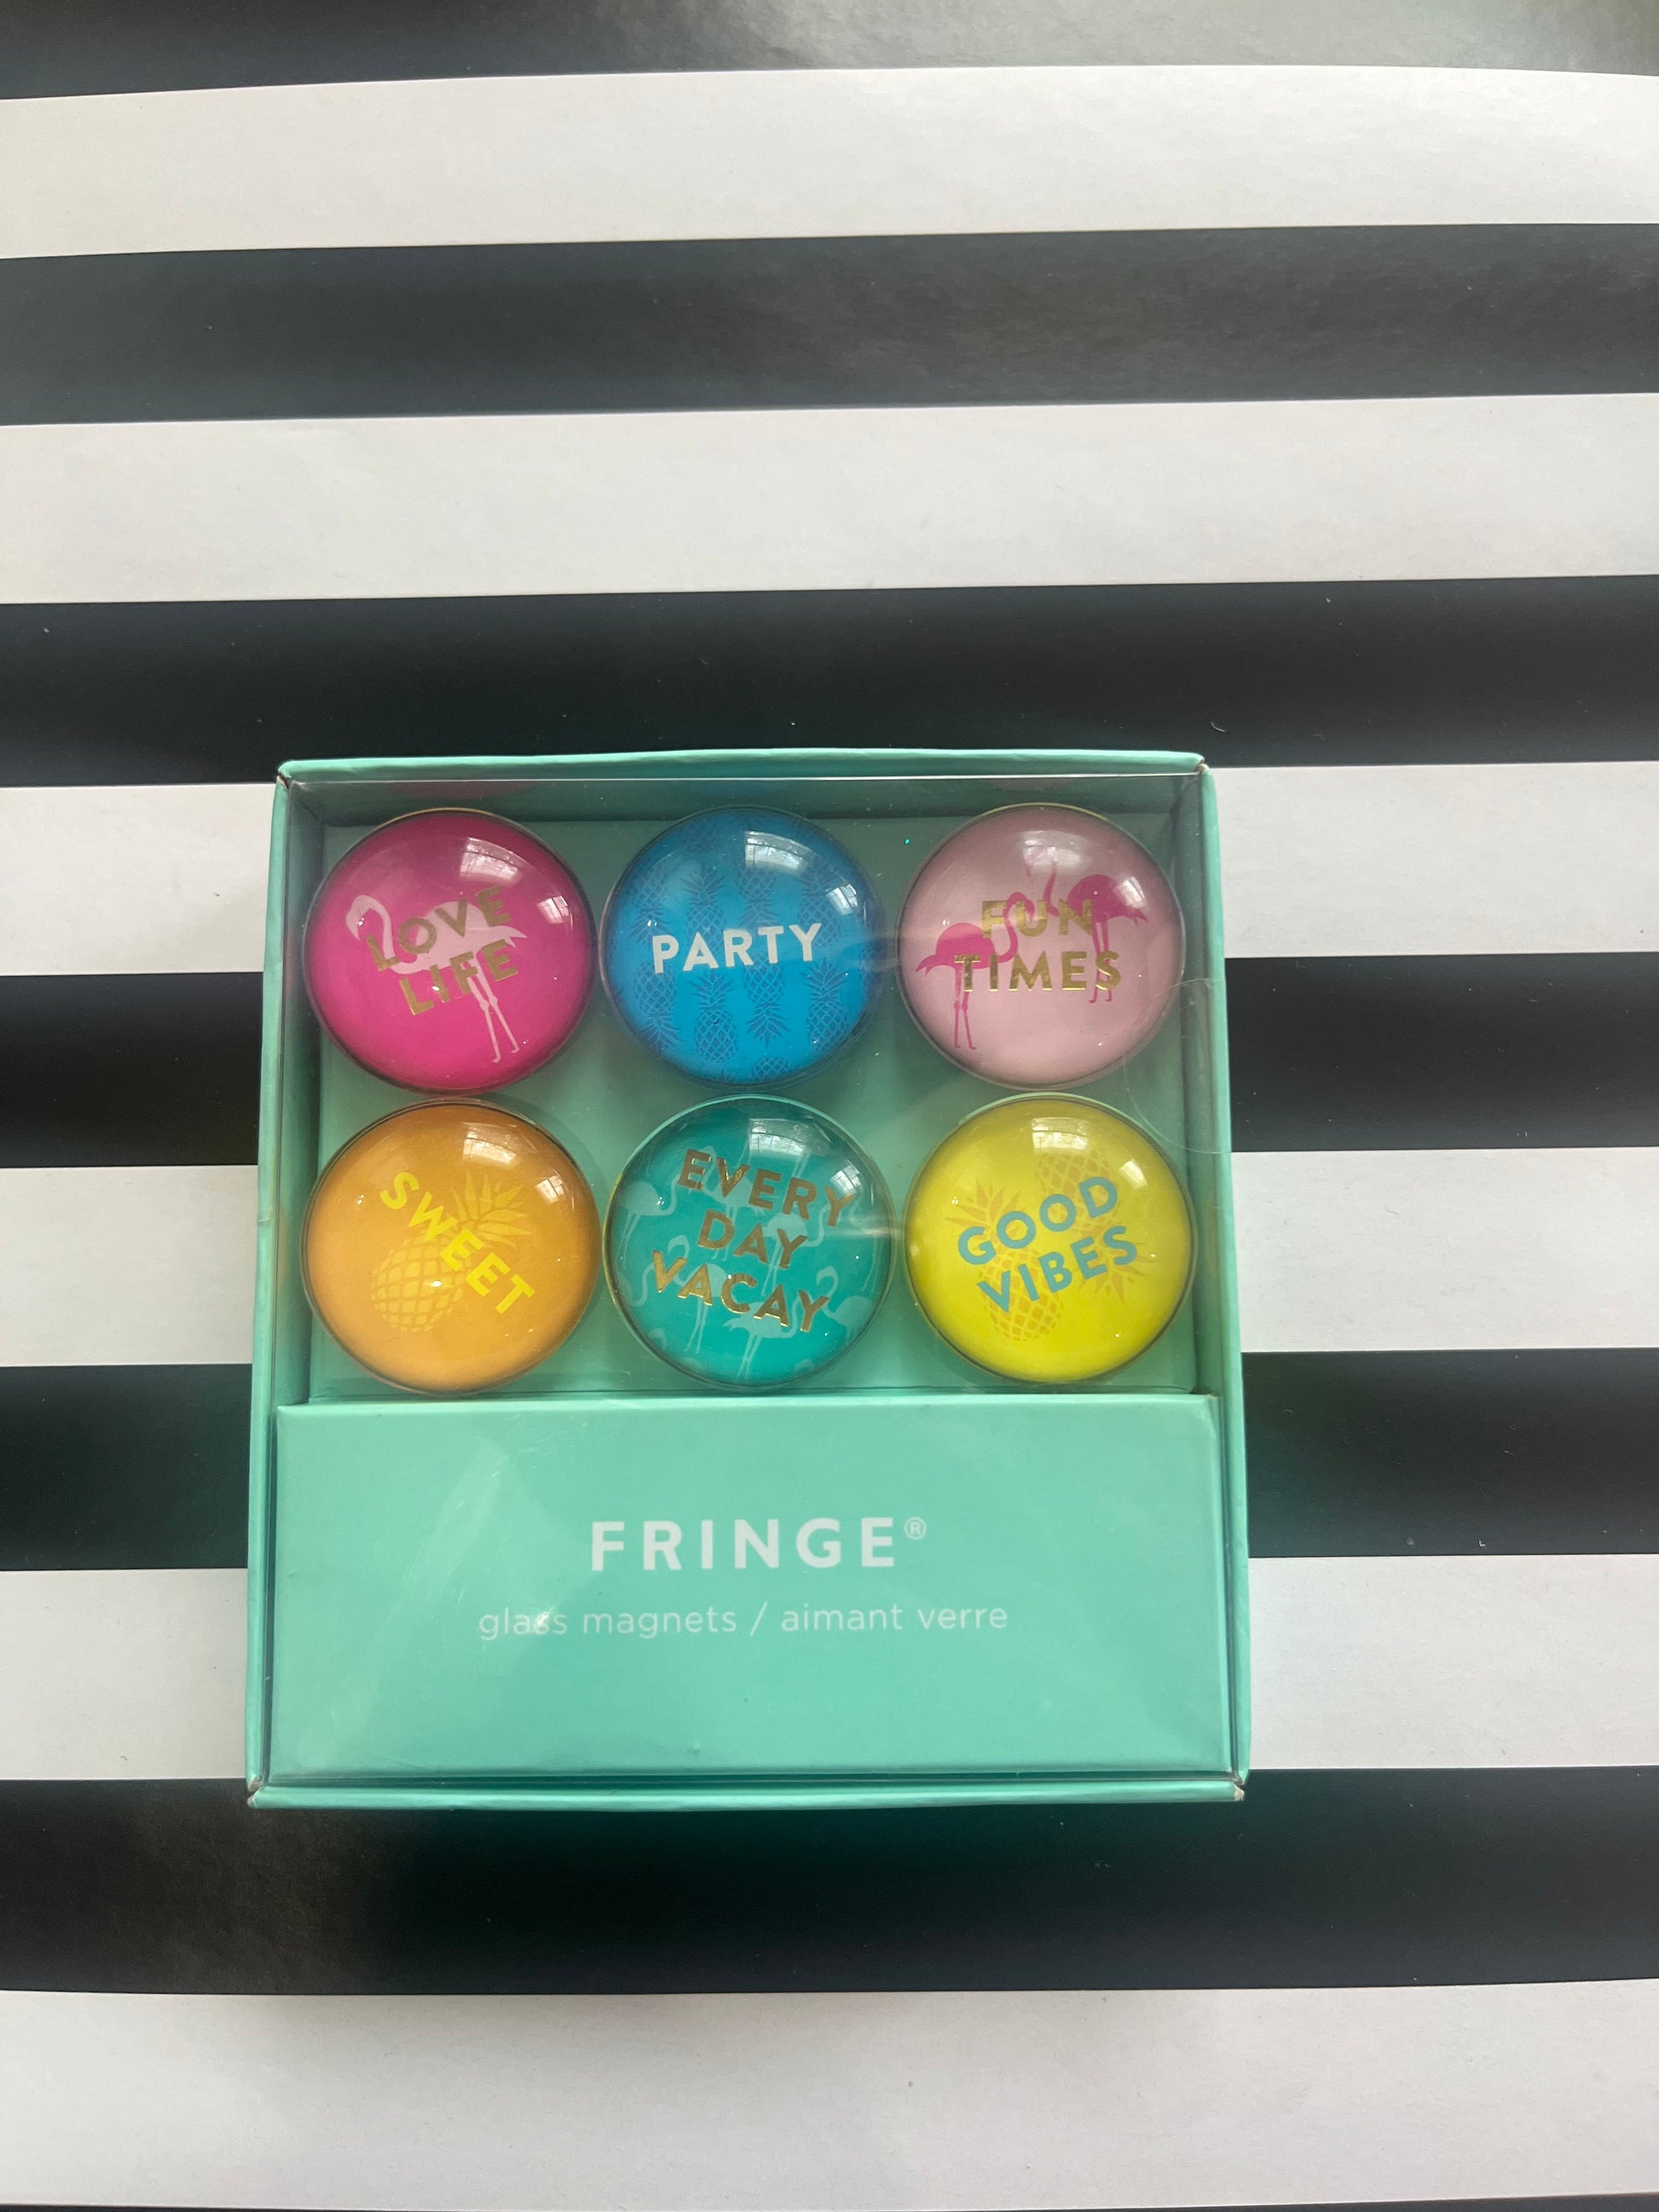 LOVE
LIFE
PARTY
FUN
TIMES
SWEET
EVERY
DAY
VACAY
GOOD
VIBES
FRINGE®
glass magnets / aimant verre